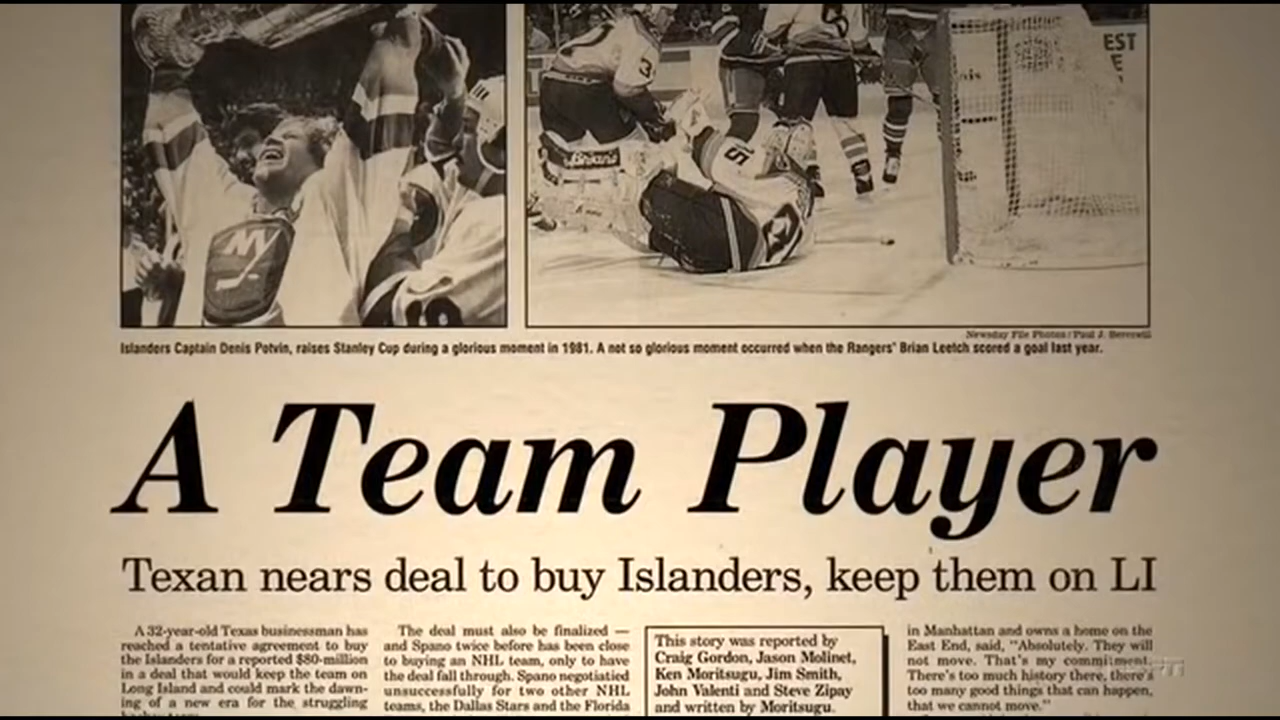 EST
NY
3
15
Brian's
Newsday File Photos / Paul J. Bereswill
Islanders Captain Denis Potvin, raises Stanley Cup during a glorious moment in 1981. A not so glorious moment occurred when the Rangers' Brian Leetch scored a goal last year.
A Team Player
Texan nears deal to buy Islanders, keep them on LI
A 32-year-old Texas businessman has
reached a tentative agreement to buy
the Islanders for a reported $80-million
in a deal that would keep the team on
Long Island and could mark the dawn-
ing of a new era for the struggling
The deal must also be finalized —
and Spano twice before has been close
to buying an NHL team, only to have
the deal fall through. Spano negotiated
unsuccessfully for two other NHL
teams, the Dallas Stars and the Florida
This story was reported by
Craig Gordon, Jason Molinet,
Ken Moritsugu, Jim Smith,
John Valenti and Steve Zipay
and written by Moritsugu.
in Manhattan and owns a home on the
East End, said, "Absolutely. They will
not move. That's my commitment.
There's too much history there, there's
too many good things that can happen,
that we cannot move."